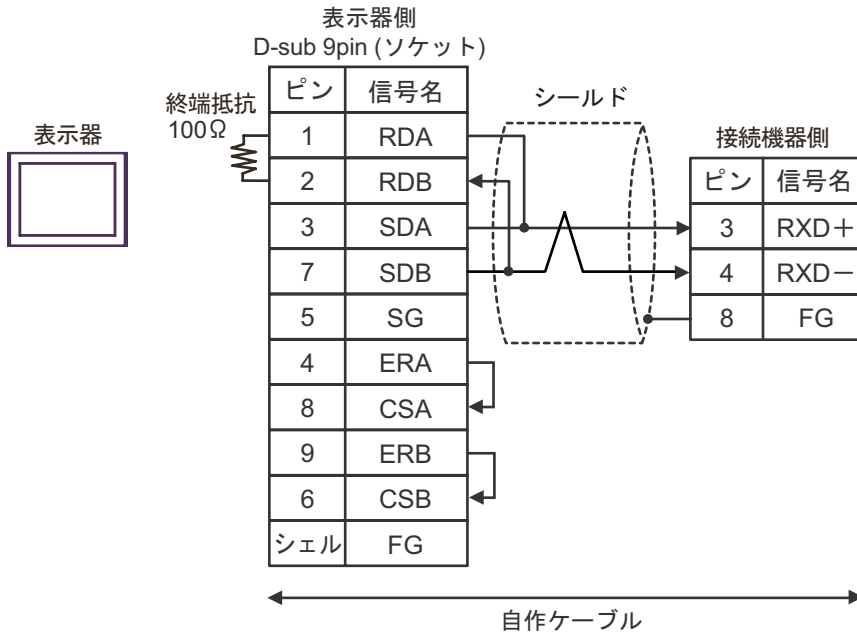 表示器側
D-sub 9pin (ソケット)
ピン 信号名
終端抵抗
100Ω
シールド
表示器
接続機器側
1 RDA
2 RDB
3 SDA
7 SDB
5 SG
4 ERA
8 CSA
9 ERB
6 CSB
シェル FG
ピン 信号名
3 RXD＋
4 RXD－
8 FG
自作ケーブル